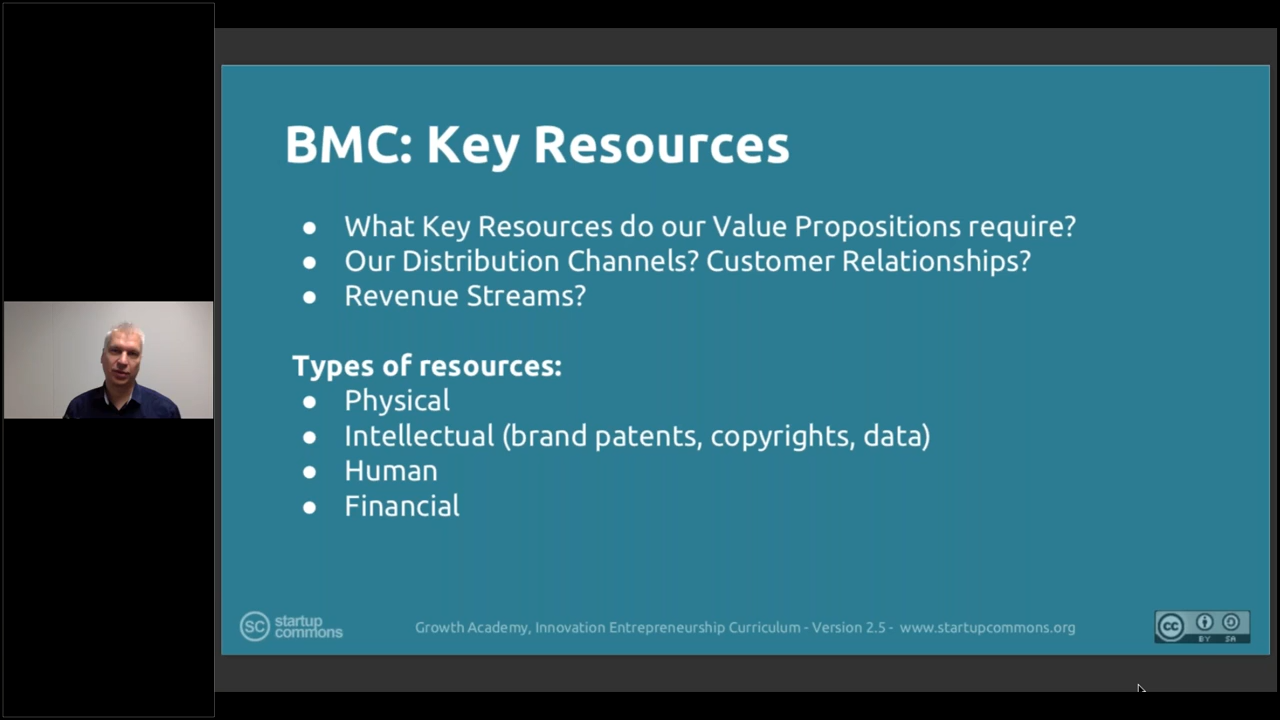 BMC: Key Resources
● What Key Resources do our Value Propositions require?
● Our Distribution Channels? Customer Relationships?
● Revenue Streams?
Types of resources:
● Physical
● Intellectual (brand patents, copyrights, data)
● Human
● Financial
SC startup commons
Growth Academy, Innovation Entrepreneurship Curriculum - Version 2.5 - www.startupcommons.org
cc BY SA